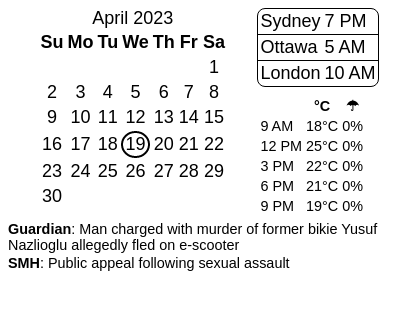 April 2023
Su Mo Tu We Th Fr Sa
1
2 3 4 5 6 7 8
9 10 11 12 13 14 15
16 17 18 19 20 21 22
23 24 25 26 27 28 29
30
Sydney 7 PM
Ottawa 5 AM
London 10 AM
°C ☂
9 AM 18°C 0%
12 PM 25°C 0%
3 PM 22°C 0%
6 PM 21°C 0%
9 PM 19°C 0%
Guardian: Man charged with murder of former bikie Yusuf
Nazlioglu allegedly fled on e-scooter
SMH: Public appeal following sexual assault